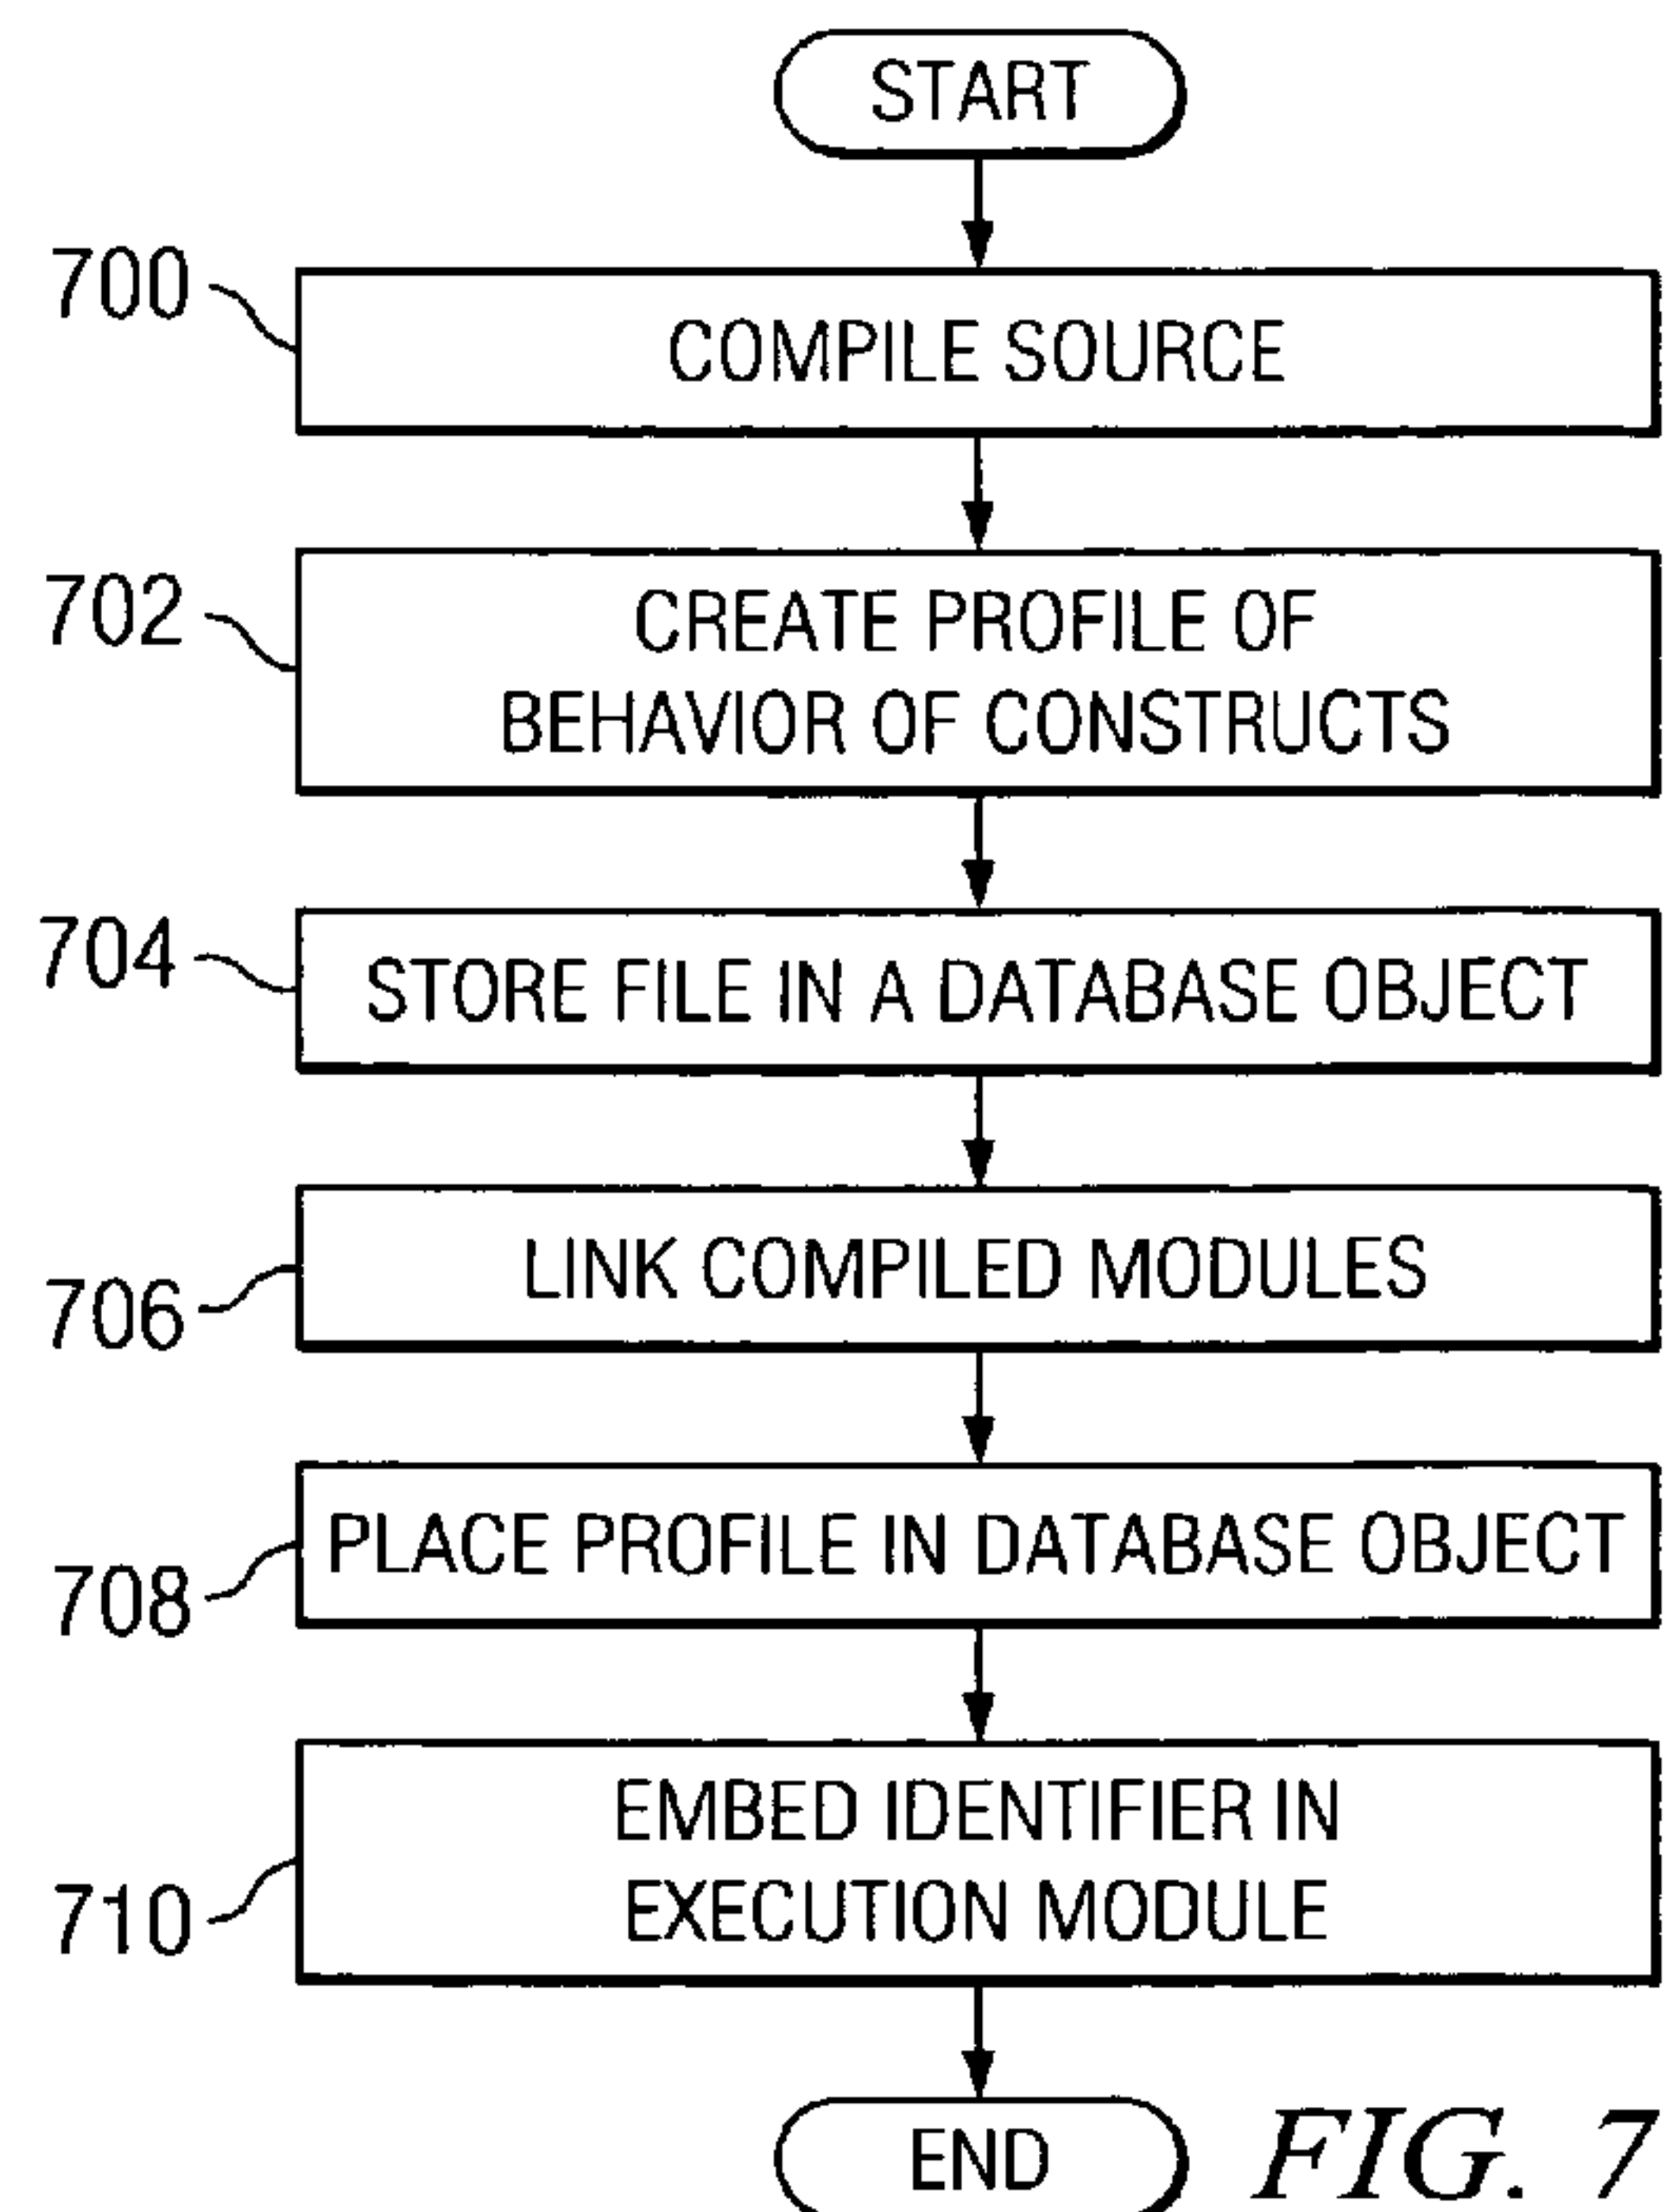 START
700
COMPILE SOURCE
702
CREATE PROFILE OF
BEHAVIOR OF CONSTRUCTS
704
STORE FILE IN A DATABASE OBJECT
706
LINK COMPILED MODULES
708
PLACE PROFILE IN DATABASE OBJECT
710
EMBED IDENTIFIER IN
EXECUTION MODULE
END
FIG. 7